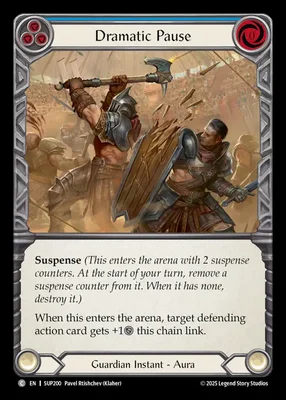 Dramatic Pause
Suspense (This enters the arena with 2 suspense
counters. At the start of your turn, remove a
suspense counter from it. When it has none,
destroy it.)
When this enters the arena, target defending
action card gets +1 this chain link.
Guardian Instant - Aura
C EN SUP200 Pavel Rtishchev (Klaher) © 2025 Legend Story Studios